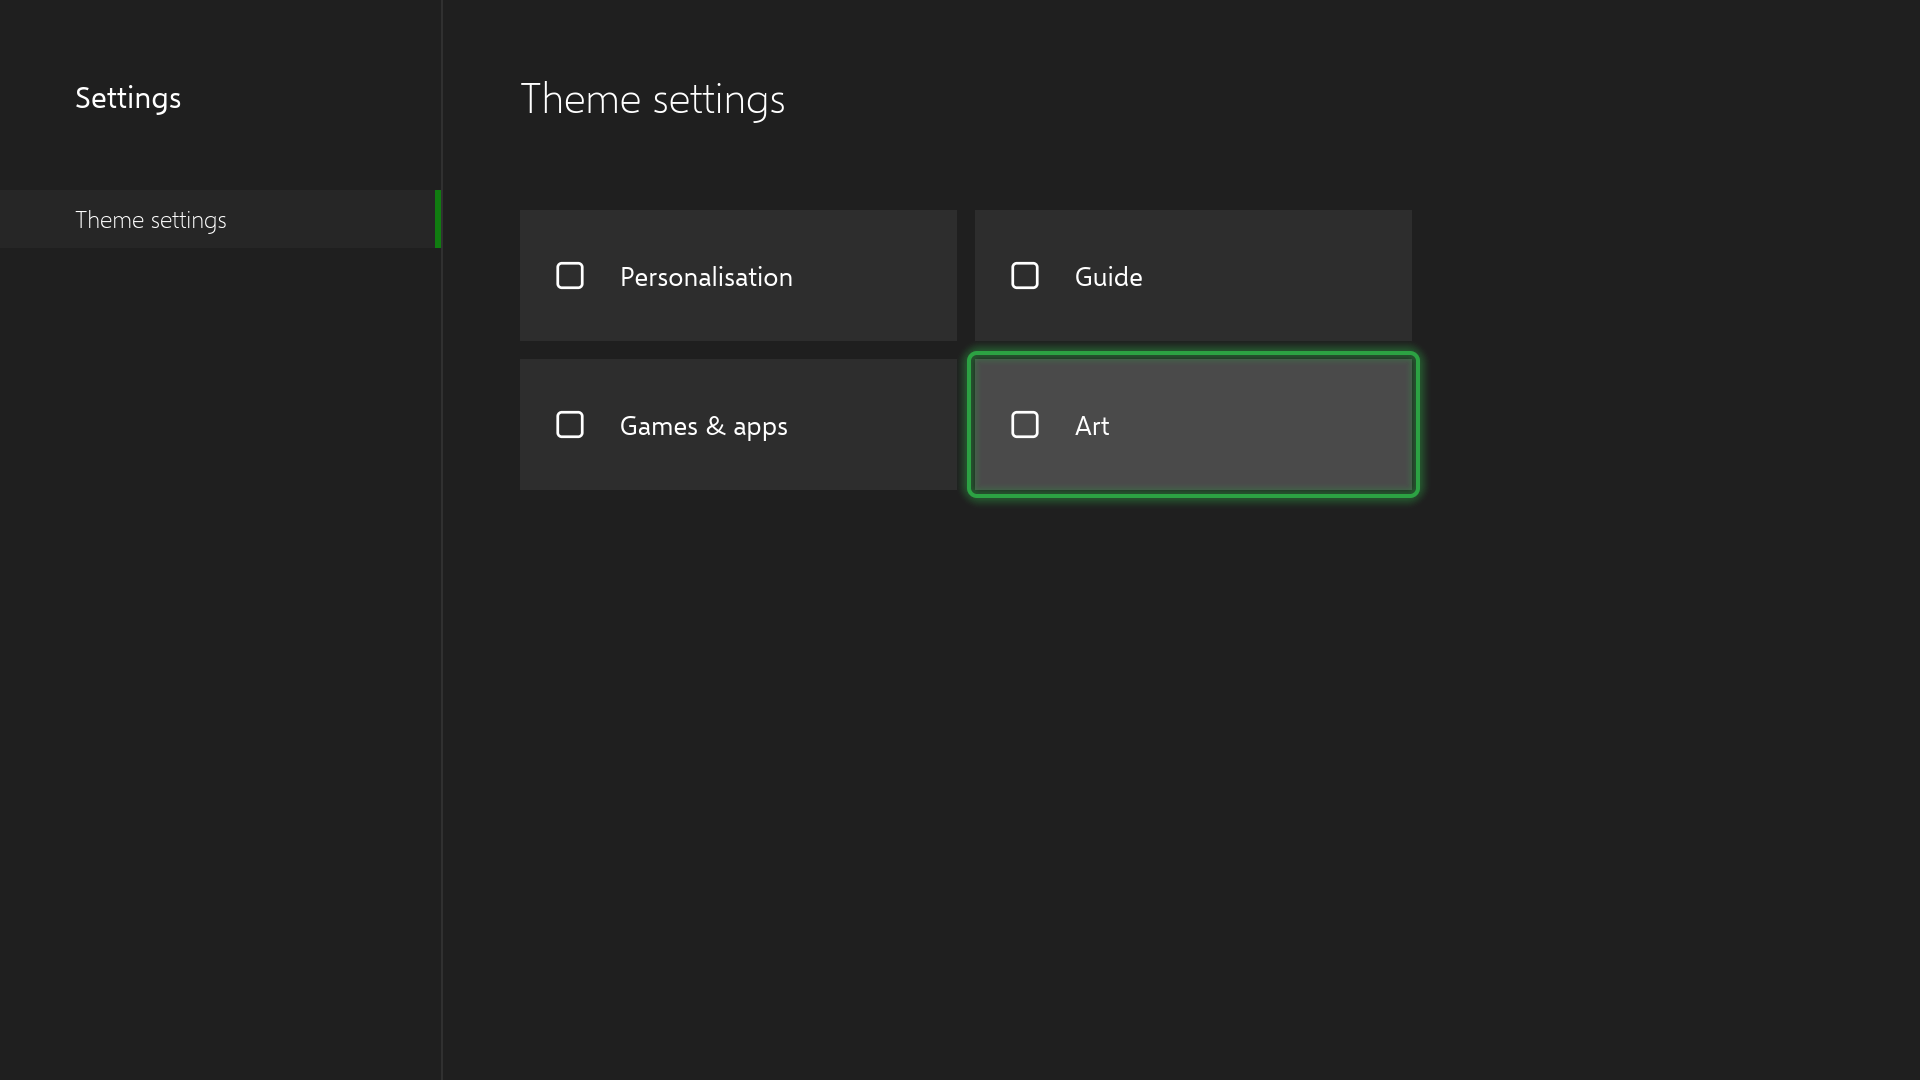 Settings
Theme settings
Theme settings
Personalisation
Guide
Games & apps
Art